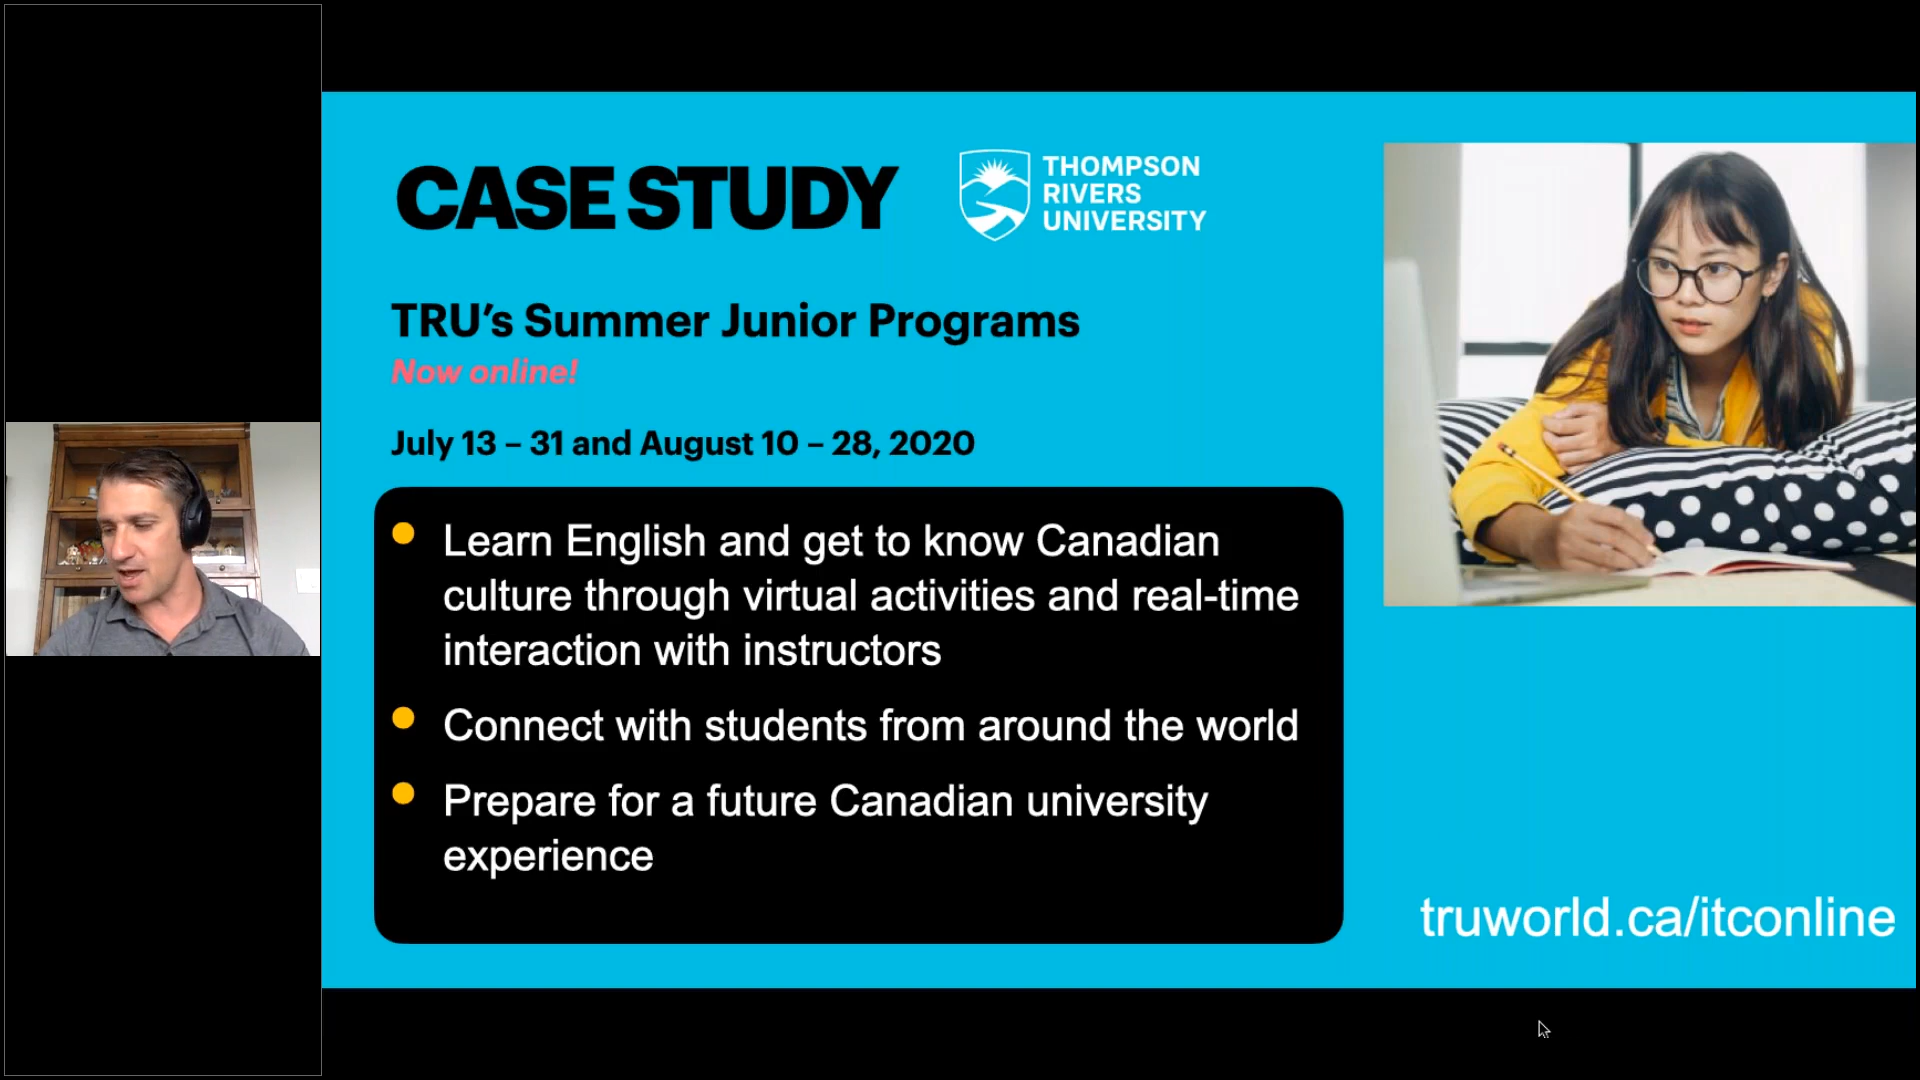 CASE STUDY
THOMPSON
RIVERS
UNIVERSITY
TRU’s Summer Junior Programs
Now online!
July 13 – 31 and August 10 – 28, 2020
Learn English and get to know Canadian
culture through virtual activities and real-time
interaction with instructors
Connect with students from around the world
Prepare for a future Canadian university
experience
truworld.ca/itconline